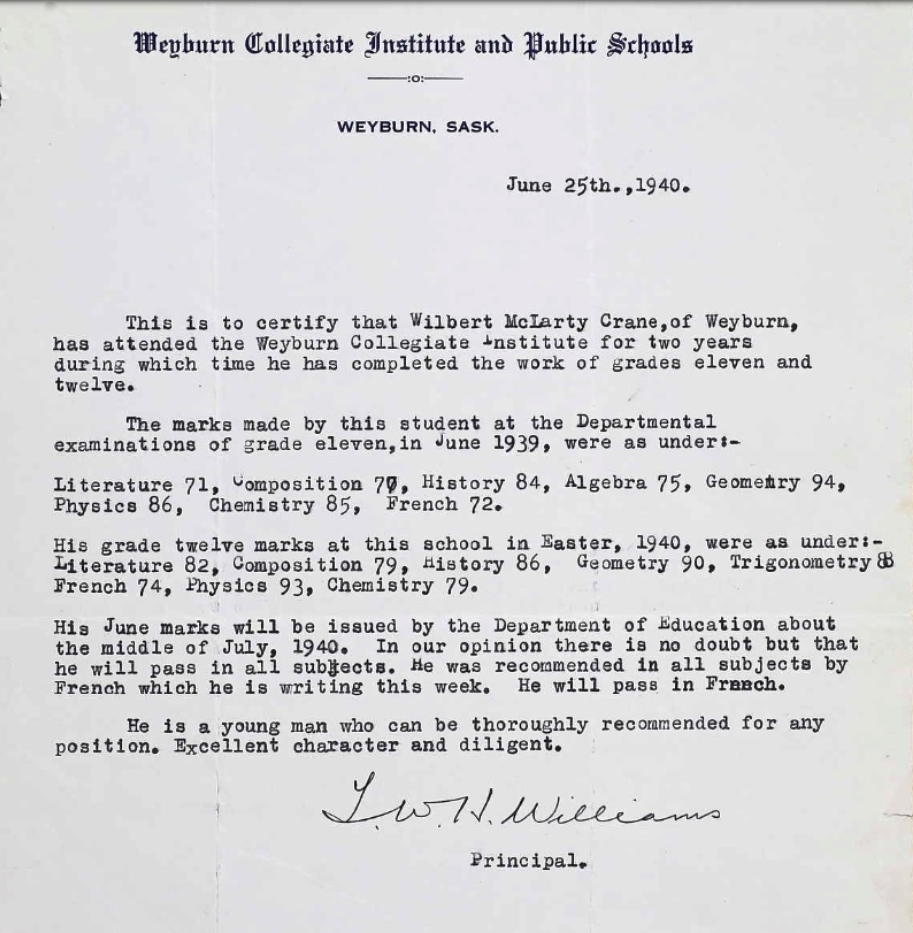 Weyburn Collegiate Institute and Public Schools
:o:
WEYBURN, SASK.
June 25th.,1940.
This is to certify that Wilbert McLarty Crane,of Weyburn,
has attended the Weyburn Collegiate Institute for two years
during which time he has completed the work of grades eleven and
twelve.
The marks made by this student at the Departmental
examinations of grade eleven,in June 1939, were as under:-
Literature 71, Composition 77, History 84, Algebra 75, Geometry 94,
Physics 86, Chemistry 85, French 72.
His grade twelve marks at this school in Easter, 1940, were as under:-
Literature 82, Composition 79, History 86, Geometry 90, Trigonometry
French 74, Physics 93, Chemistry 79.
His June marks will be issued by the Department of Education about
the middle of July, 1940. In our opinion there is no doubt but that
he will pass in all subjects. He was recommended in all subjects by
French which he is writing this week. He will pass in French.
He is a young man who can be thoroughly recommended for any
position. Excellent character and diligent.
L.W.H. Williams
Principal.